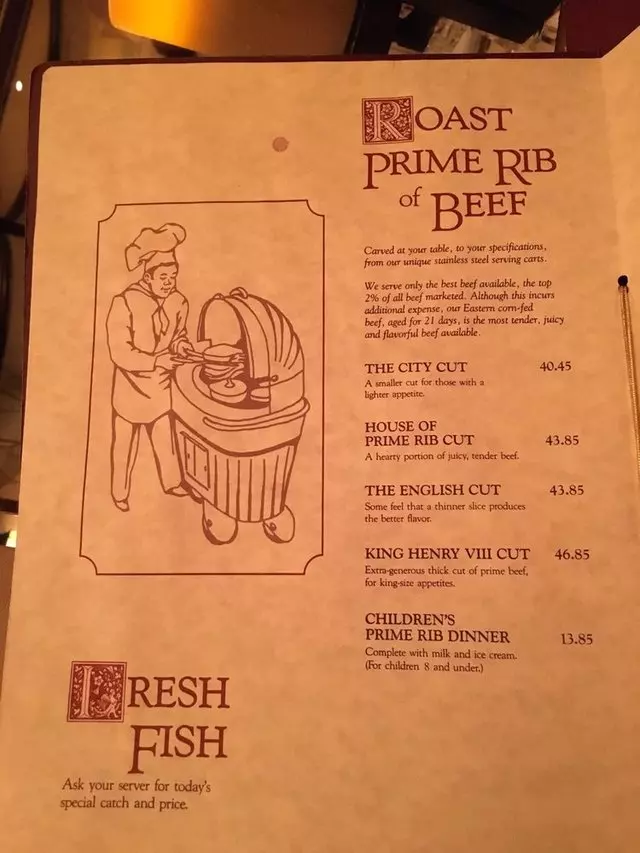 ROAST
PRIME RIB
of BEEF
Carved at your table, to your specifications,
from our unique stainless steel serving carts.
We serve only the best beef available, the top
2% of all beef marketed. Although this incurs
additional expense, our Eastern corn-fed
beef, aged for 21 days, is the most tender, juicy
and flavorful beef available.
THE CITY CUT 40.45
A smaller cut for those with a
lighter appetite.
HOUSE OF
PRIME RIB CUT 43.85
A hearty portion of juicy, tender beef.
THE ENGLISH CUT 43.85
Some feel that a thinner slice produces
the better flavor.
KING HENRY VIII CUT 46.85
Extra-generous thick cut of prime beef,
for king-size appetites.
CHILDREN'S
PRIME RIB DINNER 13.85
Complete with milk and ice cream.
(For children 8 and under.)
FRESH
FISH
Ask your server for today's
special catch and price.